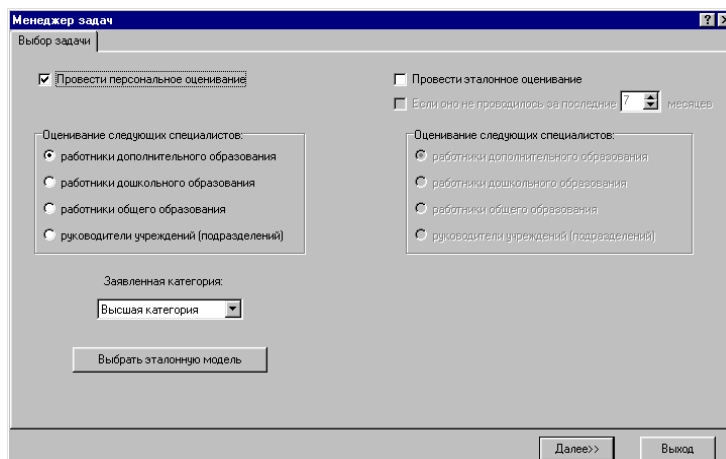 Менеджер задач
Выбор задачи
Провести персональное оценивание
Провести эталонное оценивание
Если оно не проводилось за последние 7 месяцев
Оценивание следующих специалистов:
работники дополнительного образования
работники дошкольного образования
работники общего образования
руководители учреждений (подразделений)
Оценивание следующих специалистов:
работники дополнительного образования
работники дошкольного образования
работники общего образования
руководители учреждений (подразделений)
Заявленная категория:
Высшая категория
Выбрать эталонную модель
Далее>>
Выход